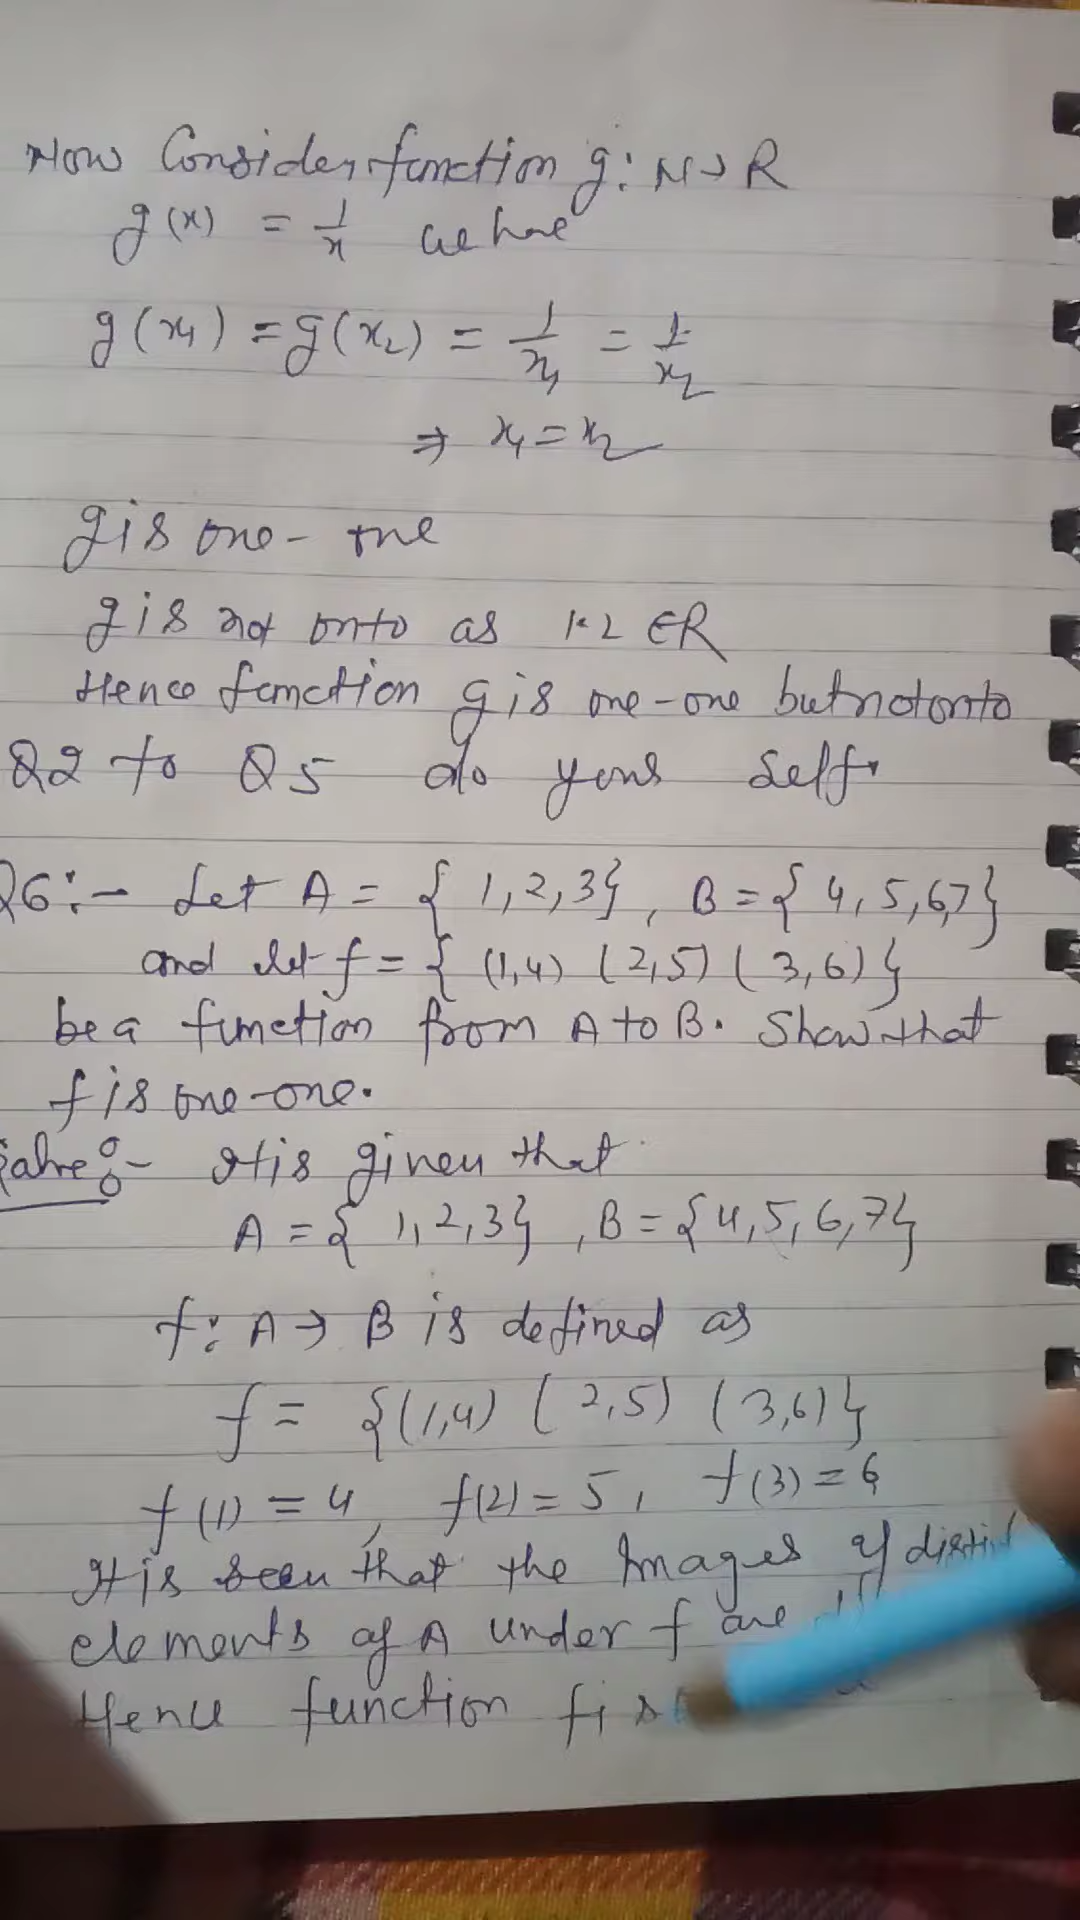 Now Consider function g: N→R
g(x) = 1/x we have
g(x1) = g(x2) = 1/x1 = 1/x2
⇒ x1 = x2
g is one-one
g is not onto as 1.2 ∈R
Hence function g is one-one but not onto
Q2 to Q5 do your self.
Q6:- Let A = { 1,2,3}, B = { 4,5,6,7}
and let f = { (1,4) (2,5) (3,6)}
be a function from A to B. Show that
f is one-one.
It is given that
A = { 1,2,3}, B = {4,5,6,7}
f: A→ B is defined as
f = {(1,4) (2,5) (3,6)}
f(1) = 4, f(2) = 5, f(3) = 6
It is seen that the Images of
elements of A under f are
Hence function f is